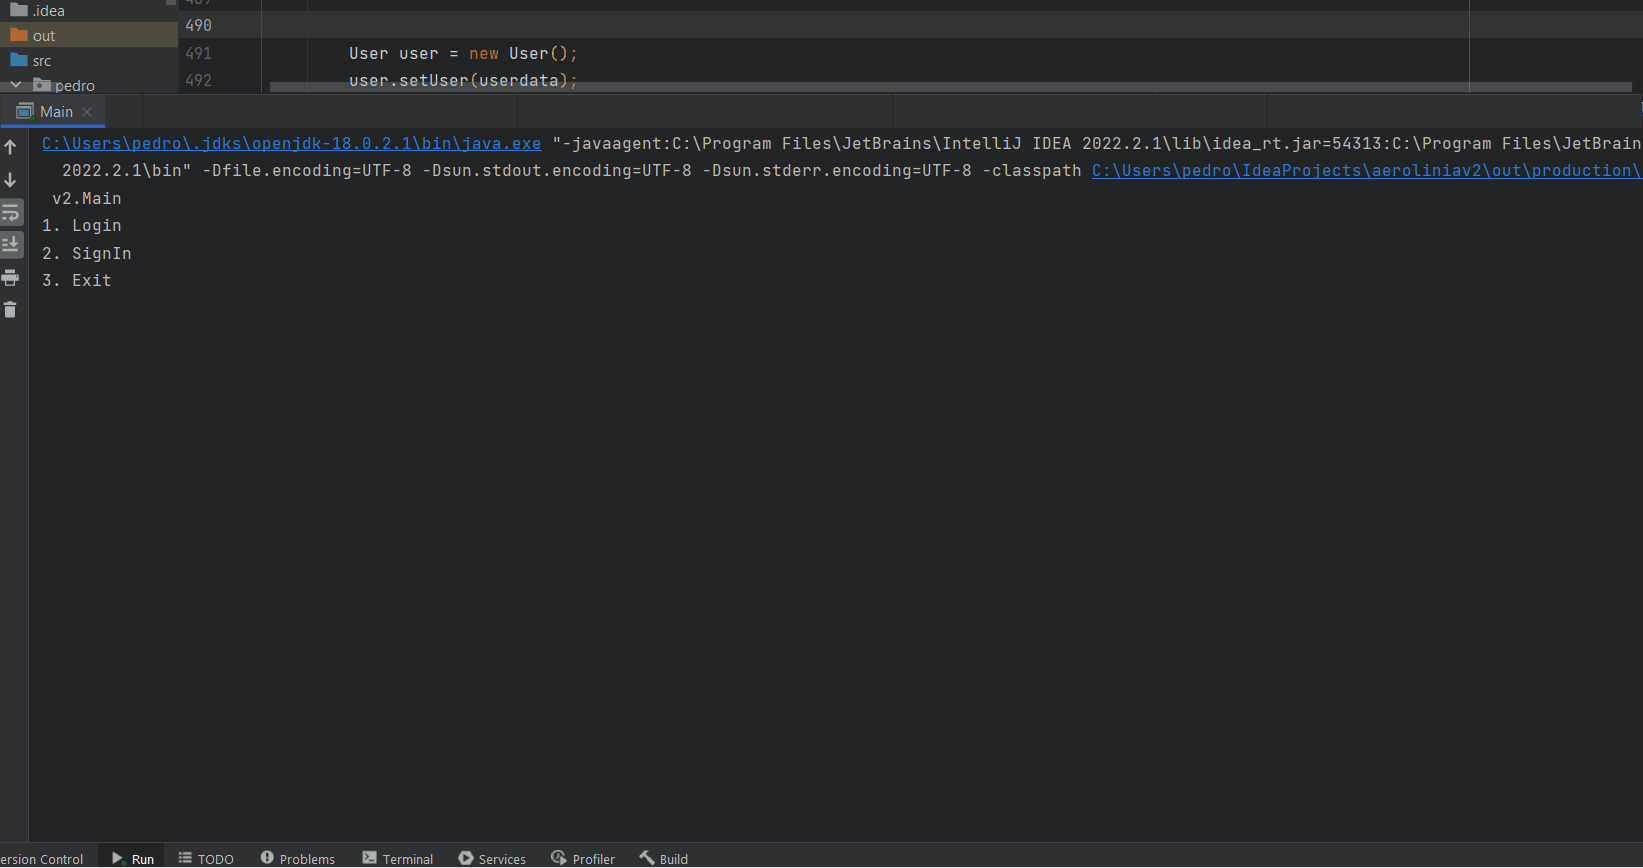 .idea
490
out
491 User user = new User();
src
492 user.setUser(userdata);
pedro
Main
C:\Users\pedro\.jdks\openjdk-18.0.2.1\bin\java.exe "-javaagent:C:\Program Files\JetBrains\IntelliJ IDEA 2022.2.1\lib\idea_rt.jar=54313:C:\Program Files\JetBrain
2022.2.1\bin" -Dfile.encoding=UTF-8 -Dsun.stdout.encoding=UTF-8 -Dsun.stderr.encoding=UTF-8 -classpath C:\Users\pedro\IdeaProjects\aeroliniav2\out\production\
v2.Main
1. Login
2. SignIn
3. Exit
ersion Control Run TODO Problems Terminal Services Profiler Build